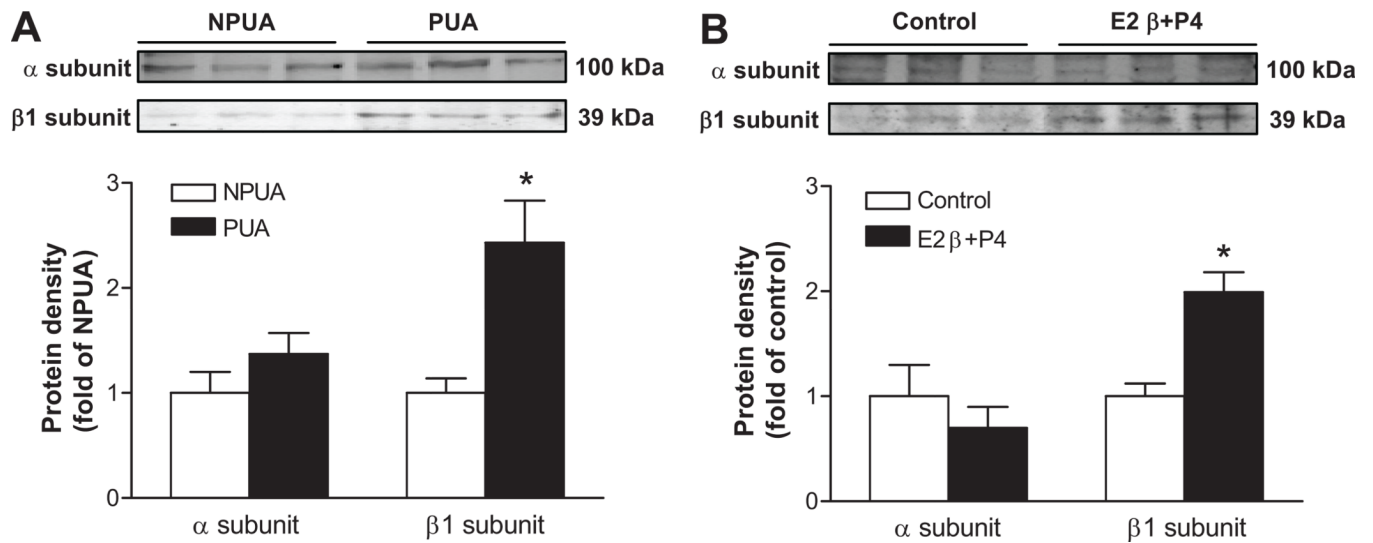 A
NPUA PUA
α subunit 100 kDa
β1 subunit 39 kDa
3
2
1
0
Protein density
(fold of NPUA)
NPUA
PUA
*
α subunit β1 subunit
B
Control E2 β+P4
α subunit 100 kDa
β1 subunit 39 kDa
3
2
1
0
Protein density
(fold of control)
Control
E2 β+P4
*
α subunit β1 subunit